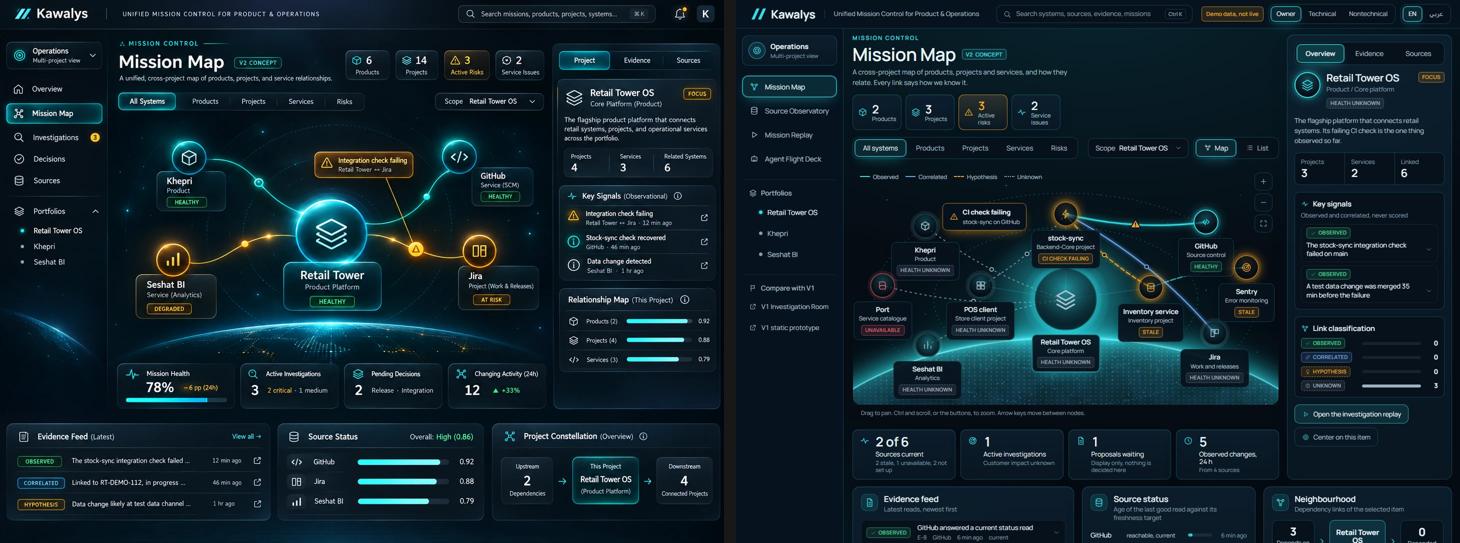 Kawalys
UNIFIED MISSION CONTROL FOR PRODUCT & OPERATIONS
Search missions, products, projects, systems...
⌘ K
K
Operations
Multi-project view
Overview
Mission Map
Investigations
3
Decisions
Sources
Portfolios
Retail Tower OS
Khepri
Seshat BI
MISSION CONTROL
Mission Map
V2 CONCEPT
A unified, cross-project map of products, projects, and service relationships.
6
Products
14
Projects
3
Active Risks
2
Service Issues
All Systems
Products
Projects
Services
Risks
Scope Retail Tower OS
Khepri
Product
HEALTHY
Integration check failing
Retail Tower ↔ Jira
GitHub
Service (SCM)
HEALTHY
Seshat BI
Service (Analytics)
DEGRADED
Retail Tower
Product Platform
HEALTHY
Jira
Project (Work & Releases)
AT RISK
Mission Health
78%
−6 pp (24h)
Active Investigations
3
2 critical · 1 medium
Pending Decisions
2
Release · Integration
Changing Activity (24h)
12
▲ +33%
Project
Evidence
Sources
Retail Tower OS
Core Platform (Product)
FOCUS
The flagship product platform that connects
retail systems, projects, and operational services
across the portfolio.
Projects
4
Services
3
Related Systems
6
Key Signals (Observational)
Integration check failing
Retail Tower ↔ Jira · 12 min ago
Stock-sync check recovered
GitHub · 46 min ago
Data change detected
Seshat BI · 1 hr ago
Relationship Map (This Project)
Products (2)
0.92
Projects (4)
0.88
Services (3)
0.79
Evidence Feed (Latest)
View all →
OBSERVED
The stock-sync integration check failed ...
12 min ago
CORRELATED
Linked to RT-DEMO-112, in progress ...
46 min ago
HYPOTHESIS
Data change likely at test data channel ...
1 hr ago
Source Status
Overall: High (0.86)
GitHub
0.92
Jira
0.88
Seshat BI
0.79
Project Constellation (Overview)
Upstream
2
Dependencies
This Project
Retail Tower OS
(Product Platform)
Downstream
4
Connected Projects
Kawalys
Unified Mission Control for Product & Operations
Search systems, sources, evidence, missions
Ctrl K
Demo data, not live
Owner
Technical
Nontechnical
EN
عربي
Operations
Multi-project view
Mission Map
Source Observatory
Mission Replay
Agent Flight Deck
Portfolios
Retail Tower OS
Khepri
Seshat BI
Compare with V1
V1 Investigation Room
V1 static prototype
MISSION CONTROL
Mission Map
V2 CONCEPT
A cross-project map of products, projects and services, and how they
relate. Every link says how we know it.
2
Products
3
Projects
3
Active
risks
2
Service
issues
All systems
Products
Projects
Services
Risks
Scope Retail Tower OS
Map
List
Observed
Correlated
Hypothesis
Unknown
CI check failing
stock-sync on GitHub
Khepri
Product
HEALTH UNKNOWN
stock-sync
Backend-Core project
CI CHECK FAILING
GitHub
Source control
HEALTHY
Sentry
Error monitoring
STALE
Port
Service catalogue
UNAVAILABLE
POS client
Store client project
HEALTH UNKNOWN
Inventory service
Inventory project
STALE
Retail Tower OS
Core platform
HEALTH UNKNOWN
Seshat BI
Analytics
HEALTH UNKNOWN
Jira
Work and releases
HEALTH UNKNOWN
Drag to pan. Ctrl and scroll, or the buttons, to zoom. Arrow keys move between nodes.
2 of 6
Sources current
2 stale, 1 unavailable, 2 not
set up
1
Active investigations
Customer impact unknown
1
Proposals waiting
Display only, nothing is
decided here
5
Observed changes,
24 h
From 4 sources
Overview
Evidence
Sources
Retail Tower OS
Product / Core platform
FOCUS
HEALTH UNKNOWN
The flagship platform that connects retail
systems. Its failing CI check is the one thing
observed so far.
Projects
3
Services
2
Linked
6
Key signals
Observed and correlated, never scored
OBSERVED
The stock-sync integration check
failed on main
OBSERVED
A test data change was merged 35
min before the failure
Link classification
OBSERVED
0
CORRELATED
0
HYPOTHESIS
0
UNKNOWN
3
Open the investigation replay
Center on this item
Evidence feed
Latest reads, newest first
OBSERVED
GitHub answered a current status read
E-8 GitHub 6 min ago current
Source status
Age of the last good read against its
freshness target
GitHub
reachable, current
6 min ago
Neighbourhood
Dependency links of the selected item
3
Retail Tower
OS
0